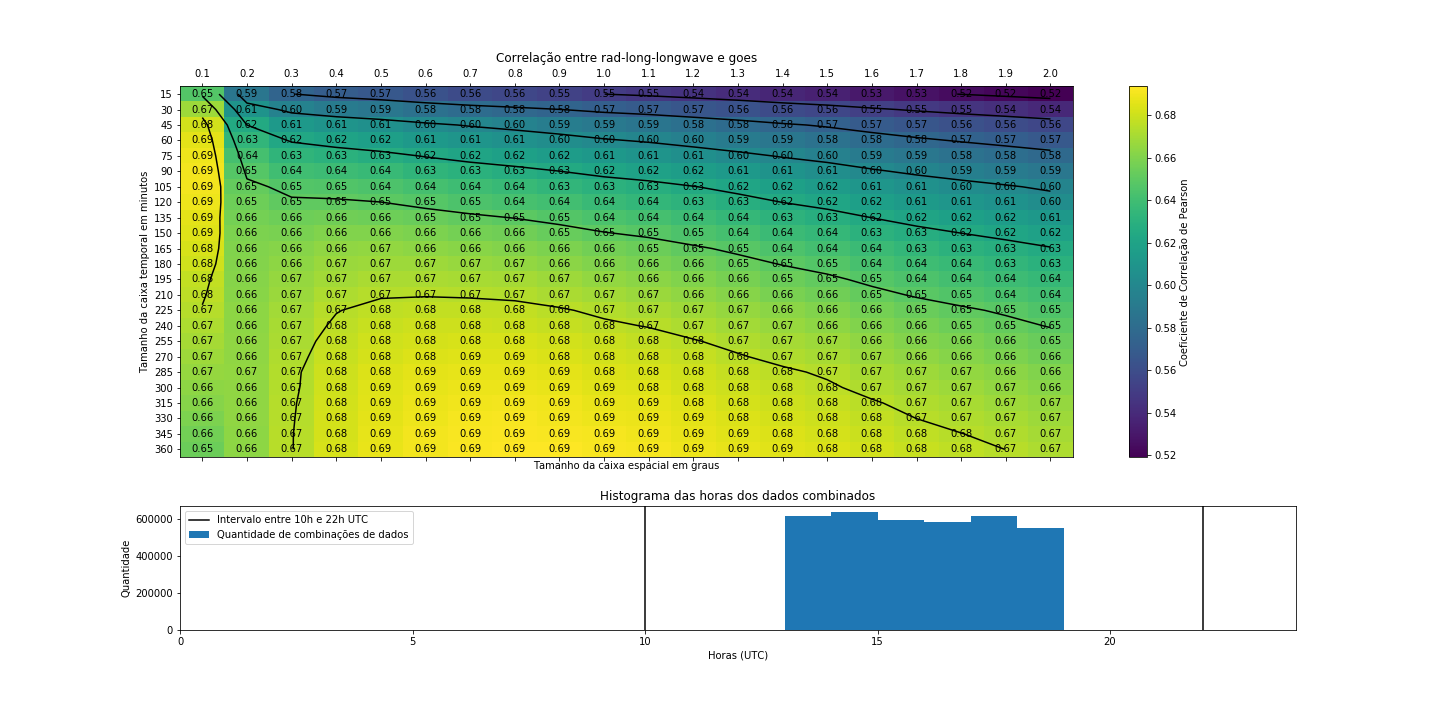 Correlação entre rad-long-longwave e goes
0.1 0.2 0.3 0.4 0.5 0.6 0.7 0.8 0.9 1.0 1.1 1.2 1.3 1.4 1.5 1.6 1.7 1.8 1.9 2.0
15 0.65 0.59 0.58 0.57 0.57 0.56 0.56 0.56 0.55 0.55 0.55 0.54 0.54 0.54 0.54 0.53 0.53 0.52 0.52 0.52
30 0.67 0.61 0.60 0.59 0.59 0.58 0.58 0.58 0.58 0.57 0.57 0.57 0.56 0.56 0.56 0.55 0.55 0.55 0.54 0.54
45 0.68 0.62 0.61 0.61 0.61 0.60 0.60 0.60 0.59 0.59 0.59 0.58 0.58 0.58 0.57 0.57 0.57 0.56 0.56 0.56
60 0.69 0.63 0.62 0.62 0.62 0.61 0.61 0.61 0.60 0.60 0.60 0.60 0.59 0.59 0.59 0.58 0.58 0.58 0.57 0.57
75 0.69 0.64 0.63 0.63 0.63 0.62 0.62 0.62 0.62 0.61 0.61 0.61 0.60 0.60 0.60 0.59 0.59 0.58 0.58 0.58
90 0.69 0.65 0.64 0.64 0.64 0.63 0.63 0.63 0.63 0.62 0.62 0.61 0.61 0.61 0.61 0.60 0.60 0.59 0.59 0.59
105 0.69 0.65 0.65 0.65 0.64 0.64 0.64 0.64 0.63 0.63 0.63 0.63 0.62 0.62 0.62 0.61 0.61 0.60 0.60 0.60
120 0.69 0.65 0.65 0.65 0.65 0.65 0.64 0.64 0.64 0.64 0.64 0.63 0.63 0.62 0.62 0.62 0.61 0.61 0.61 0.60
135 0.69 0.66 0.66 0.66 0.66 0.65 0.65 0.65 0.65 0.64 0.64 0.64 0.64 0.63 0.63 0.62 0.62 0.62 0.62 0.61
150 0.69 0.66 0.66 0.66 0.66 0.66 0.66 0.66 0.65 0.65 0.65 0.65 0.64 0.64 0.64 0.63 0.63 0.62 0.62 0.62
165 0.68 0.66 0.66 0.66 0.67 0.66 0.66 0.66 0.66 0.66 0.65 0.65 0.65 0.64 0.64 0.64 0.63 0.63 0.63 0.63
180 0.68 0.66 0.66 0.67 0.67 0.67 0.67 0.67 0.67 0.66 0.66 0.66 0.65 0.65 0.65 0.64 0.64 0.64 0.63 0.63
195 0.68 0.66 0.67 0.67 0.67 0.67 0.67 0.67 0.67 0.67 0.66 0.66 0.66 0.65 0.65 0.65 0.64 0.64 0.64 0.64
210 0.68 0.66 0.67 0.67 0.67 0.67 0.67 0.67 0.67 0.67 0.67 0.66 0.66 0.66 0.66 0.65 0.65 0.65 0.64 0.64
225 0.67 0.66 0.67 0.67 0.68 0.68 0.68 0.68 0.68 0.67 0.67 0.67 0.67 0.66 0.66 0.66 0.65 0.65 0.65 0.64
240 0.67 0.66 0.67 0.68 0.68 0.68 0.68 0.68 0.68 0.68 0.67 0.67 0.67 0.67 0.66 0.66 0.66 0.65 0.65 0.65
255 0.67 0.66 0.67 0.68 0.68 0.68 0.68 0.68 0.68 0.68 0.68 0.68 0.67 0.67 0.67 0.66 0.66 0.66 0.66 0.65
270 0.67 0.66 0.67 0.68 0.68 0.68 0.69 0.69 0.68 0.68 0.68 0.68 0.68 0.67 0.67 0.67 0.66 0.66 0.66 0.66
285 0.67 0.67 0.67 0.68 0.68 0.69 0.69 0.69 0.69 0.68 0.68 0.68 0.68 0.68 0.67 0.67 0.67 0.67 0.66 0.66
300 0.66 0.66 0.67 0.68 0.68 0.69 0.69 0.69 0.69 0.69 0.68 0.68 0.68 0.68 0.68 0.67 0.67 0.67 0.67 0.66
315 0.66 0.66 0.67 0.68 0.68 0.69 0.69 0.69 0.69 0.69 0.69 0.68 0.68 0.68 0.68 0.68 0.67 0.67 0.67 0.67
330 0.66 0.66 0.67 0.68 0.68 0.69 0.69 0.69 0.69 0.69 0.69 0.69 0.68 0.68 0.68 0.68 0.67 0.67 0.67 0.67
345 0.66 0.66 0.67 0.68 0.69 0.69 0.69 0.69 0.69 0.69 0.69 0.69 0.68 0.68 0.68 0.68 0.68 0.68 0.67 0.67
360 0.65 0.66 0.67 0.68 0.69 0.69 0.69 0.69 0.69 0.69 0.69 0.69 0.69 0.68 0.68 0.68 0.68 0.68 0.67 0.67
Tamanho da caixa temporal em minutos
Tamanho da caixa espacial em graus
0.68
0.66
0.64
0.62
0.60
0.58
0.56
0.54
0.52
Coeficiente de Correlação de Pearson
Histograma das horas dos dados combinados
Intervalo entre 10h e 22h UTC
Quantidade de combinações de dados
600000
400000
200000
0
Quantidade
0 5 10 15 20
Horas (UTC)